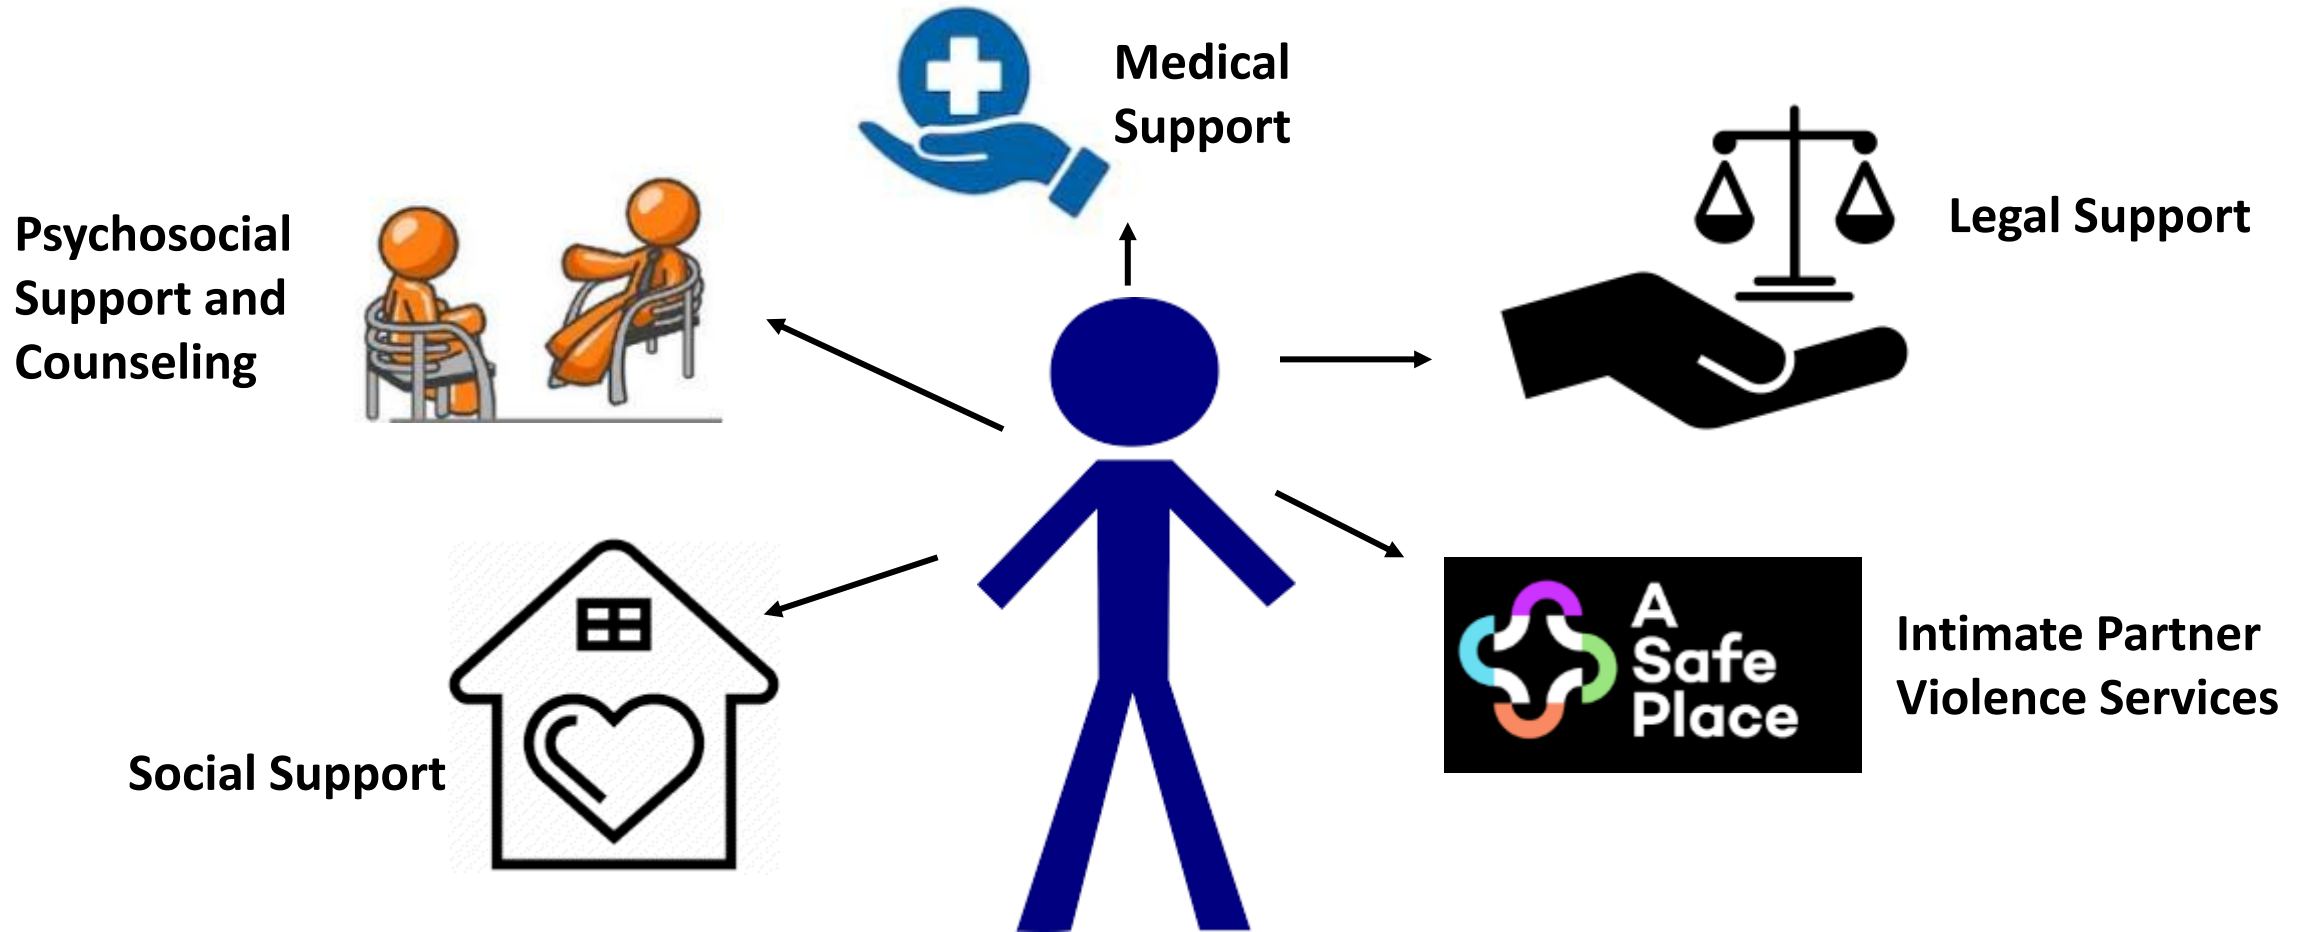 Medical
Support
Legal Support
Psychosocial
Support and
Counseling
A
Safe
Place
Intimate Partner
Violence Services
Social Support